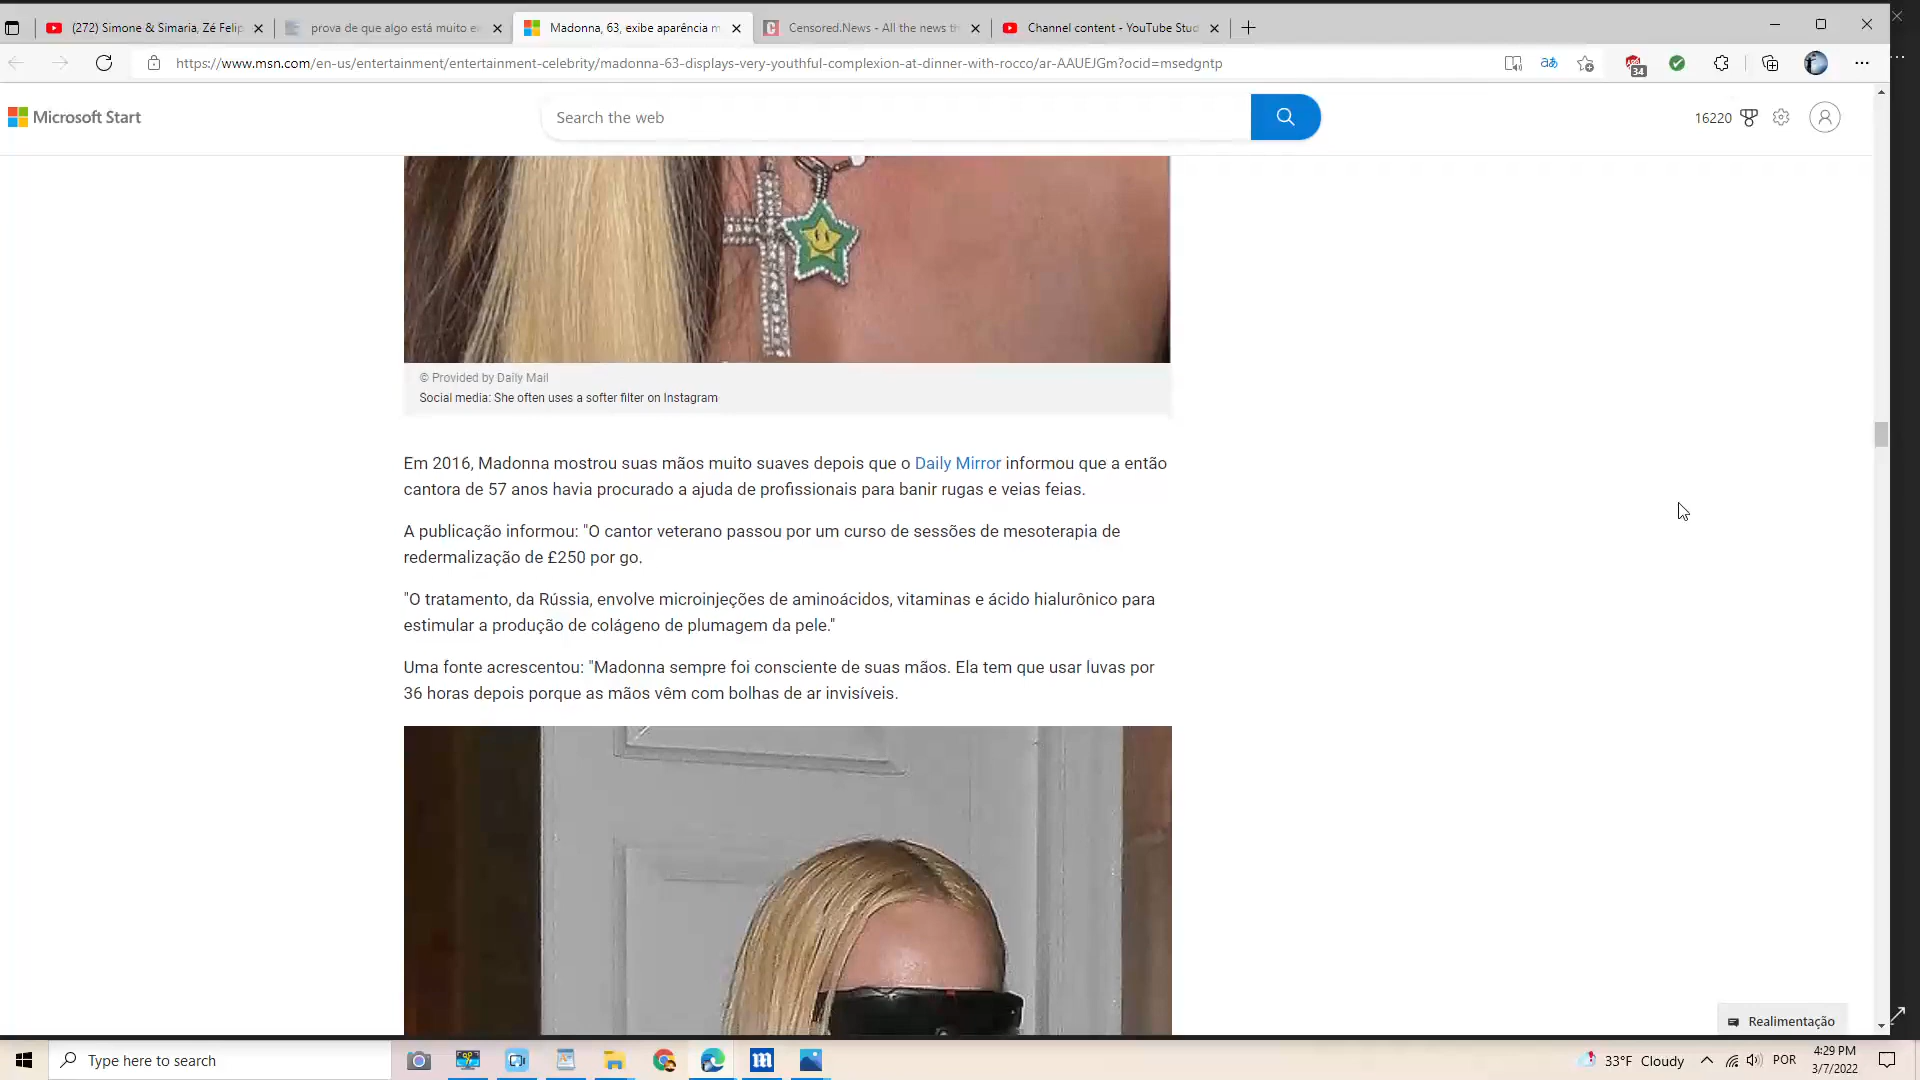 (272) Simone & Simaria, Zé Felip
prova de que algo está muito e
Madonna, 63, exibe aparência m
Censored.News - All the news th
Channel content - YouTube Stud
https://www.msn.com/en-us/entertainment/entertainment-celebrity/madonna-63-displays-very-youthful-complexion-at-dinner-with-rocco/ar-AAUEJGm?ocid=msedgntp
34
Microsoft Start
Search the web
16220
© Provided by Daily Mail
Social media: She often uses a softer filter on Instagram
Em 2016, Madonna mostrou suas mãos muito suaves depois que o Daily Mirror informou que a então
cantora de 57 anos havia procurado a ajuda de profissionais para banir rugas e veias feias.
A publicação informou: "O cantor veterano passou por um curso de sessões de mesoterapia de
redermalização de £250 por go.
"O tratamento, da Rússia, envolve microinjeções de aminoácidos, vitaminas e ácido hialurônico para
estimular a produção de colágeno de plumagem da pele."
Uma fonte acrescentou: "Madonna sempre foi consciente de suas mãos. Ela tem que usar luvas por
36 horas depois porque as mãos vêm com bolhas de ar invisíveis.
Realimentação
Type here to search
33°F Cloudy
POR
4:29 PM
3/7/2022